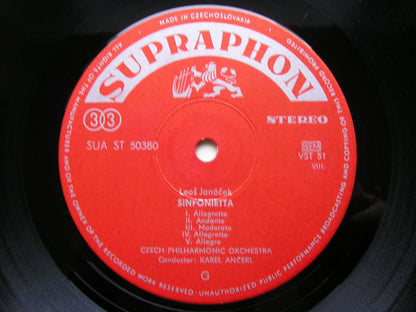 MADE IN CZECHOSLOVAKIA
ALL RIGHTS OF THE MANUFACTURER AND OF THE OWNER OF THE RECORDED WORK RESERVED · UNAUTHORIZED PUBLIC PERFORMANCE BROADCASTING AND COPYING OF THIS RECORD PROHIBITED
SUPRAPHON
33
STEREO
SUA ST 50380
VST 51
VIII.
Leoš Janáček
SINFONIETTA
I. Allegretto
II. Andante
III. Moderato
IV. Allegretto
V. Allegro
CZECH PHILHARMONIC ORCHESTRA
Conductor: KAREL ANČERL
G